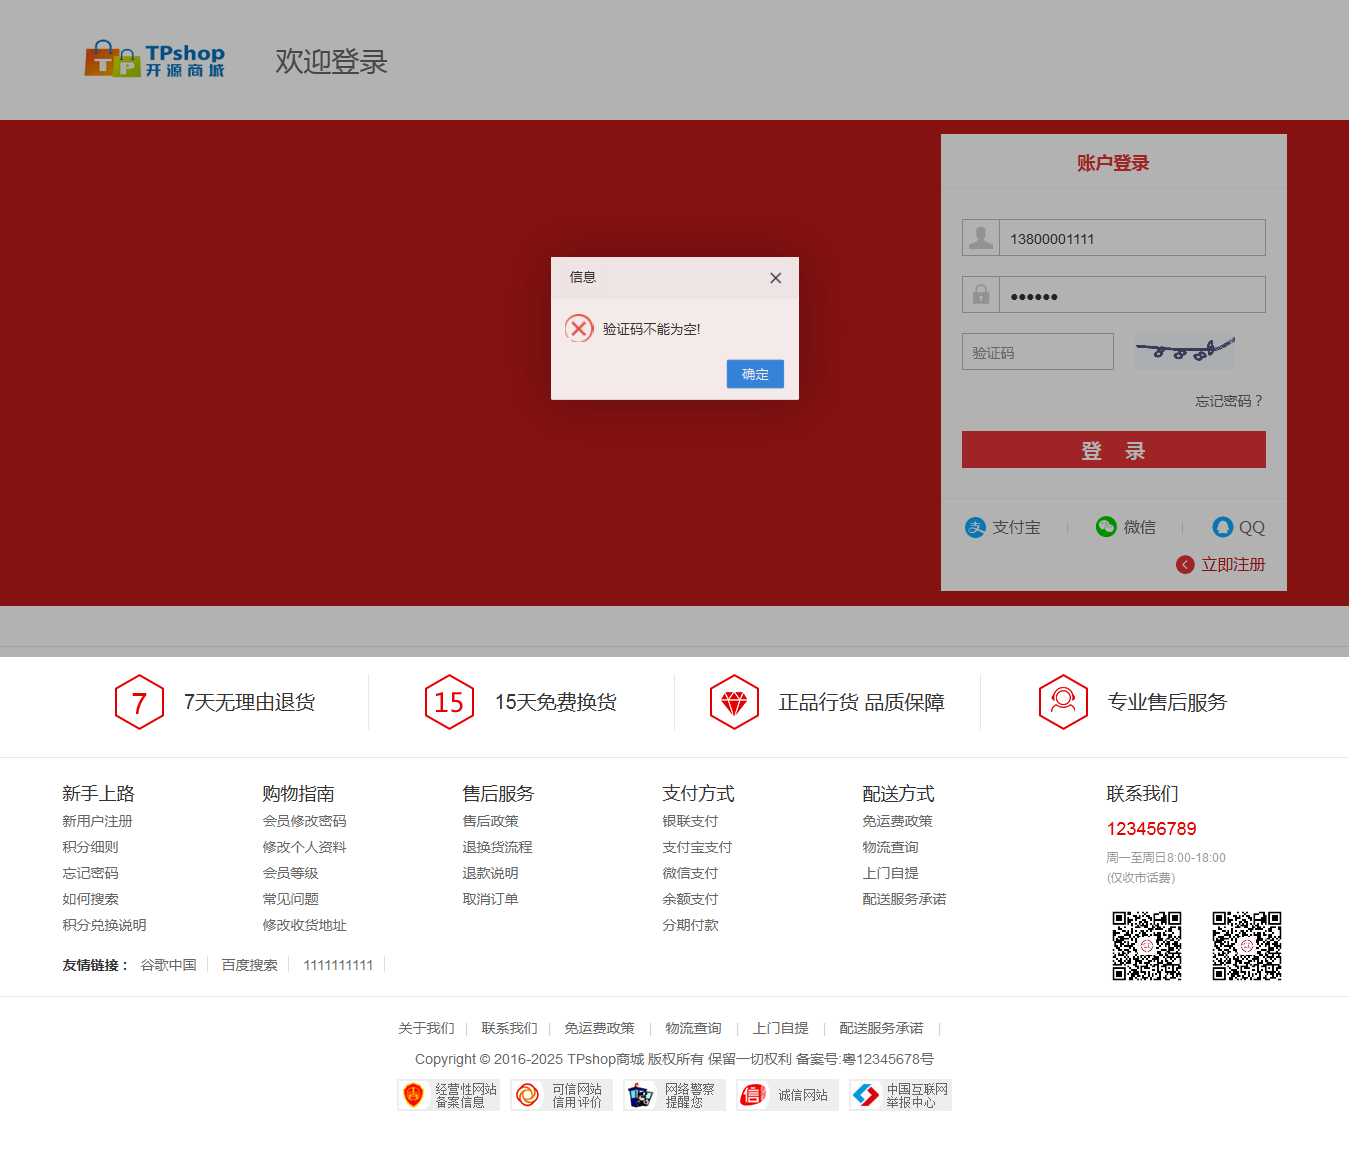 TPshop
开源商城
欢迎登录
账户登录
13800001111
信息
验证码不能为空!
确定
验证码
忘记密码？
登 录
支付宝 微信 QQ
立即注册
7 7天无理由退货 15 15天免费换货 正品行货 品质保障 专业售后服务
新手上路
新用户注册
积分细则
忘记密码
如何搜索
积分兑换说明
购物指南
会员修改密码
修改个人资料
会员等级
常见问题
修改收货地址
售后服务
售后政策
退换货流程
退款说明
取消订单
支付方式
银联支付
支付宝支付
微信支付
余额支付
分期付款
配送方式
免运费政策
物流查询
上门自提
配送服务承诺
联系我们
123456789
周一至周日8:00-18:00
(仅收市话费)
友情链接： 谷歌中国 百度搜索 1111111111
关于我们 联系我们 免运费政策 物流查询 上门自提 配送服务承诺
Copyright © 2016-2025 TPshop商城 版权所有 保留一切权利 备案号:粤12345678号
经营性网站
备案信息
可信网站
信用评价
网络警察
提醒您
信 诚信网站
中国互联网
举报中心